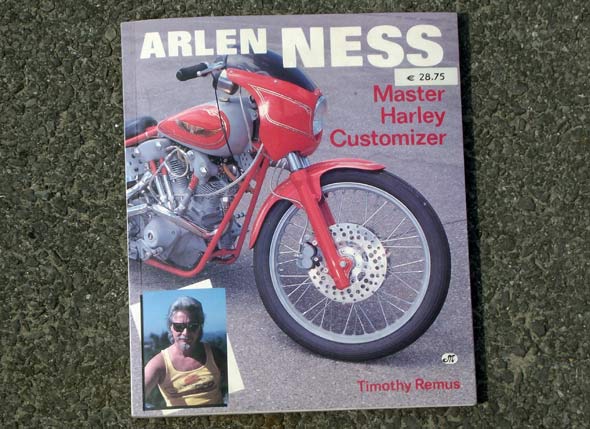 ARLEN NESS
€ 28.75
Master
Harley
Customizer
Timothy Remus